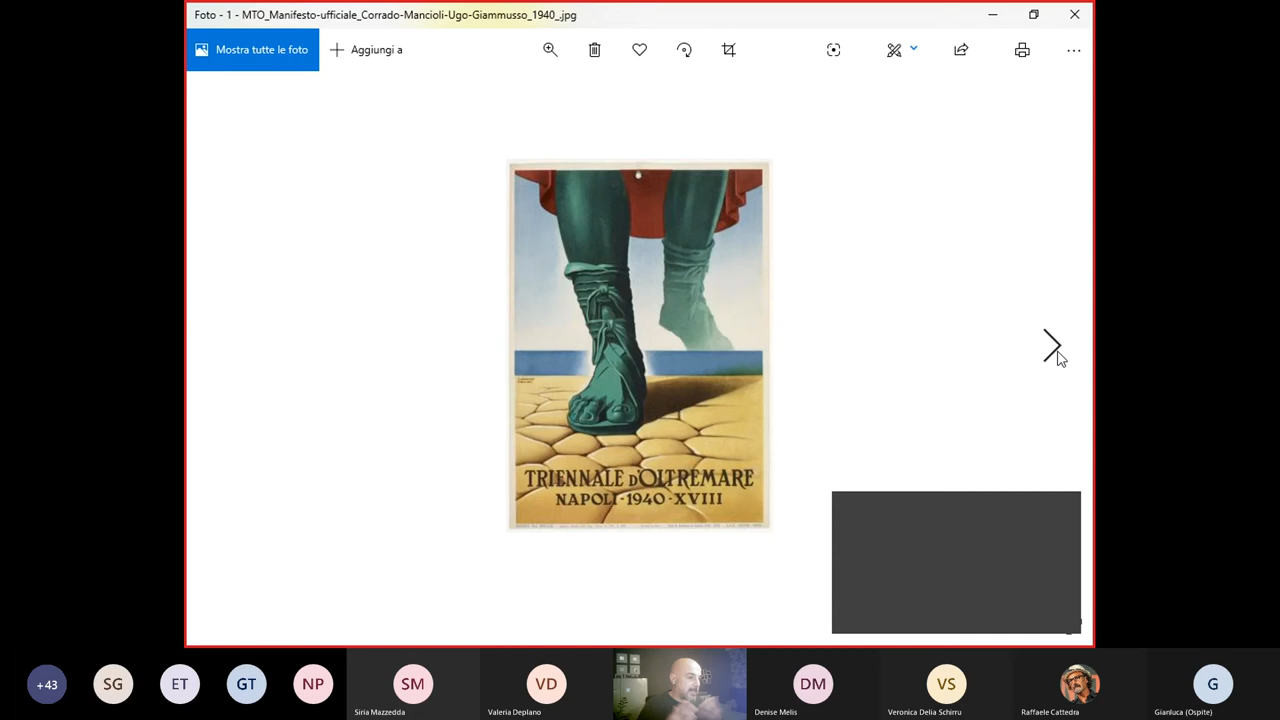 Foto - 1 - MTO_Manifesto-ufficiale_Corrado-Mancioli-Ugo-Giammusso_1940_.jpg
Mostra tutte le foto
Aggiungi a
TRIENNALE D'OLTREMARE
NAPOLI-1940-XVIII
+43
SG
ET
GT
NP
SM
VD
DM
VS
G
Siria Mazzedda
Valeria Deplano
Denise Melis
Veronica Delia Schirru
Raffaele Cattedra
Gianluca (Ospite)